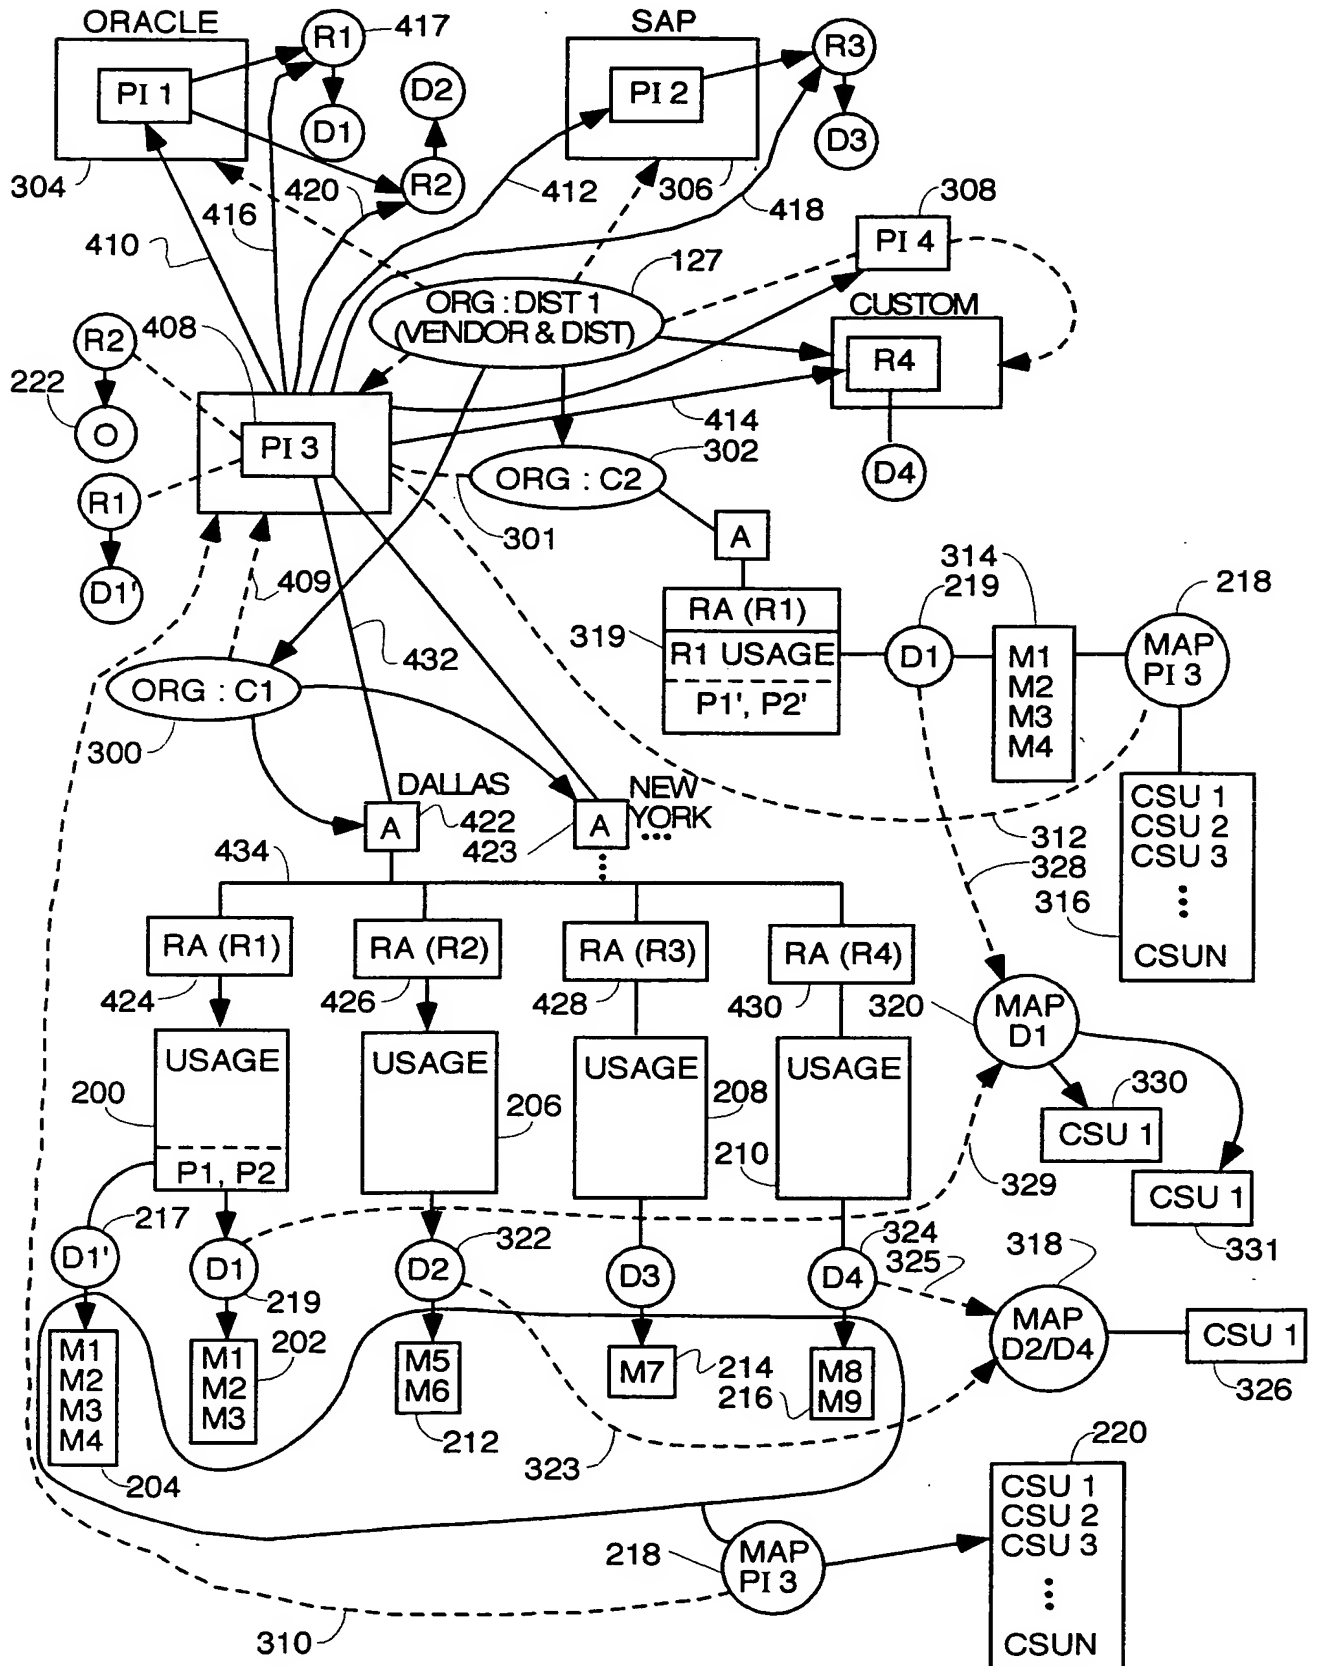 ORACLE
SAP
R1
417
R3
PI 1
D2
PI 2
D1
D3
304
420
R2
412
306
418
308
416
410
127
PI 4
ORG : DIST 1
(VENDOR & DIST)
CUSTOM
408
R2
R4
222
O
414
PI 3
302
ORG : C2
D4
R1
301
A
314
D1'
409
219
218
RA (R1)
319
432
R1 USAGE
D1
M1
M2
M3
M4
MAP
PI 3
P1', P2'
ORG : C1
300
DALLAS
NEW
YORK
A
422
A
423
CSU 1
CSU 2
CSU 3
CSUN
312
328
434
316
RA (R1)
RA (R2)
RA (R3)
RA (R4)
424
426
428
430
320
MAP
D1
USAGE
USAGE
USAGE
USAGE
200
206
208
330
CSU 1
210
P1, P2
329
CSU 1
331
217
322
324
325
318
D1'
D1
D2
D3
D4
219
MAP
D2/D4
CSU 1
326
M1
M2
M3
M4
M1
M2
M3
202
M5
M6
M7
214
216
M8
M9
204
212
323
220
CSU 1
CSU 2
CSU 3
CSUN
218
MAP
PI 3
310